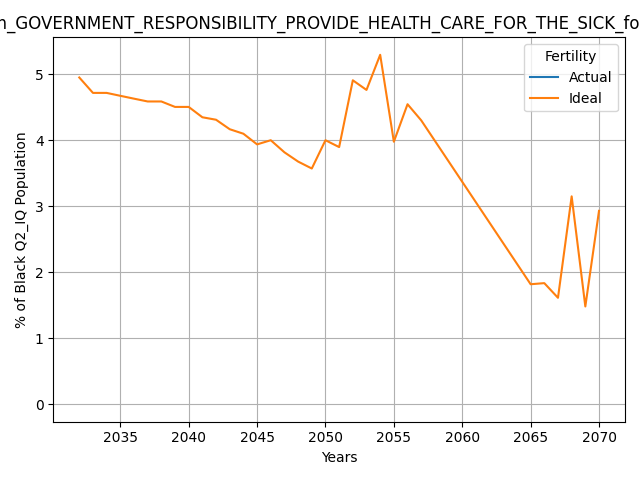 n_GOVERNMENT_RESPONSIBILITY_PROVIDE_HEALTH_CARE_FOR_THE_SICK_fo
Fertility
Actual
Ideal
% of Black Q2_IQ Population
5
4
3
2
1
0
2035 2040 2045 2050 2055 2060 2065 2070
Years